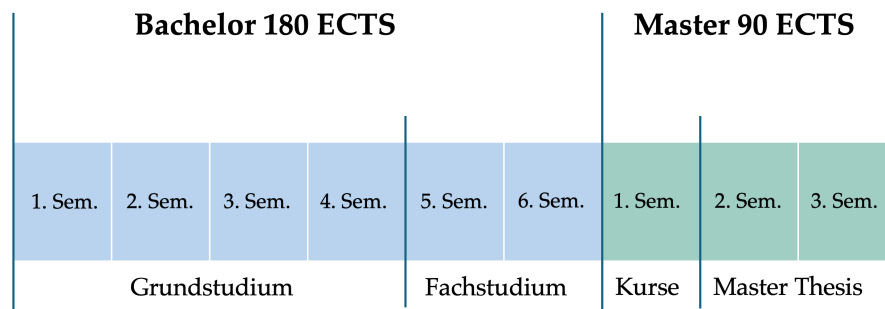 Bachelor 180 ECTS Master 90 ECTS
1. Sem. 2. Sem. 3. Sem. 4. Sem. 5. Sem. 6. Sem. 1. Sem. 2. Sem. 3. Sem.
Grundstudium Fachstudium Kurse Master Thesis